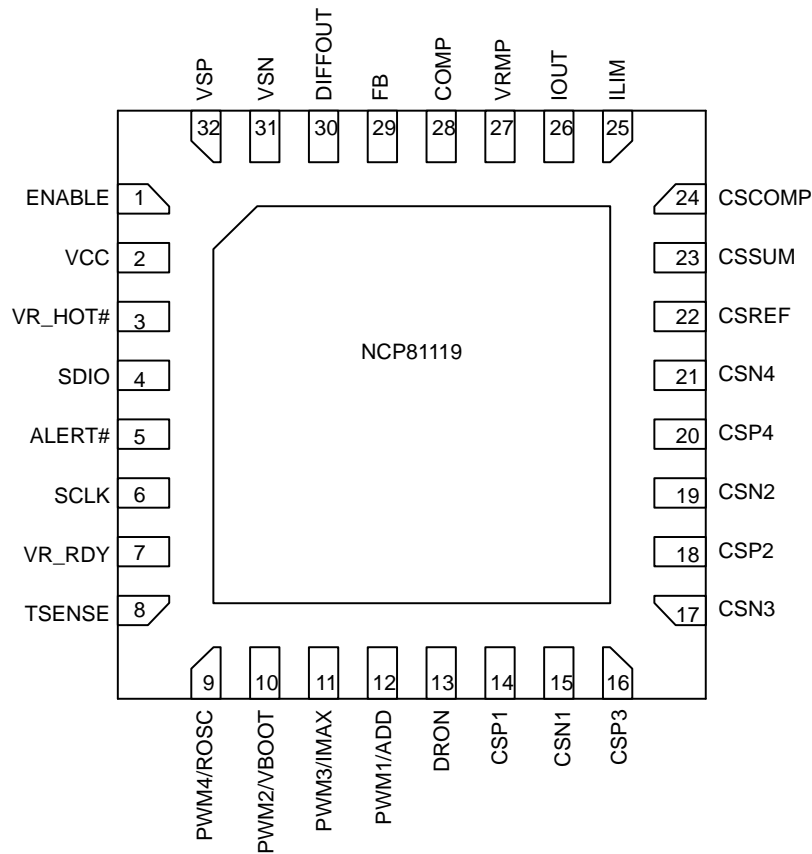 VSP
VSN
DIFFOUT
FB
COMP
VRMP
IOUT
ILIM
32
31
30
29
28
27
26
25
ENABLE 1
VCC 2
VR_HOT# 3
SDIO 4
ALERT# 5
SCLK 6
VR_RDY 7
TSENSE 8
NCP81119
24 CSCOMP
23 CSSUM
22 CSREF
21 CSN4
20 CSP4
19 CSN2
18 CSP2
17 CSN3
9
10
11
12
13
14
15
16
PWM4/ROSC
PWM2/VBOOT
PWM3/IMAX
PWM1/ADD
DRON
CSP1
CSN1
CSP3